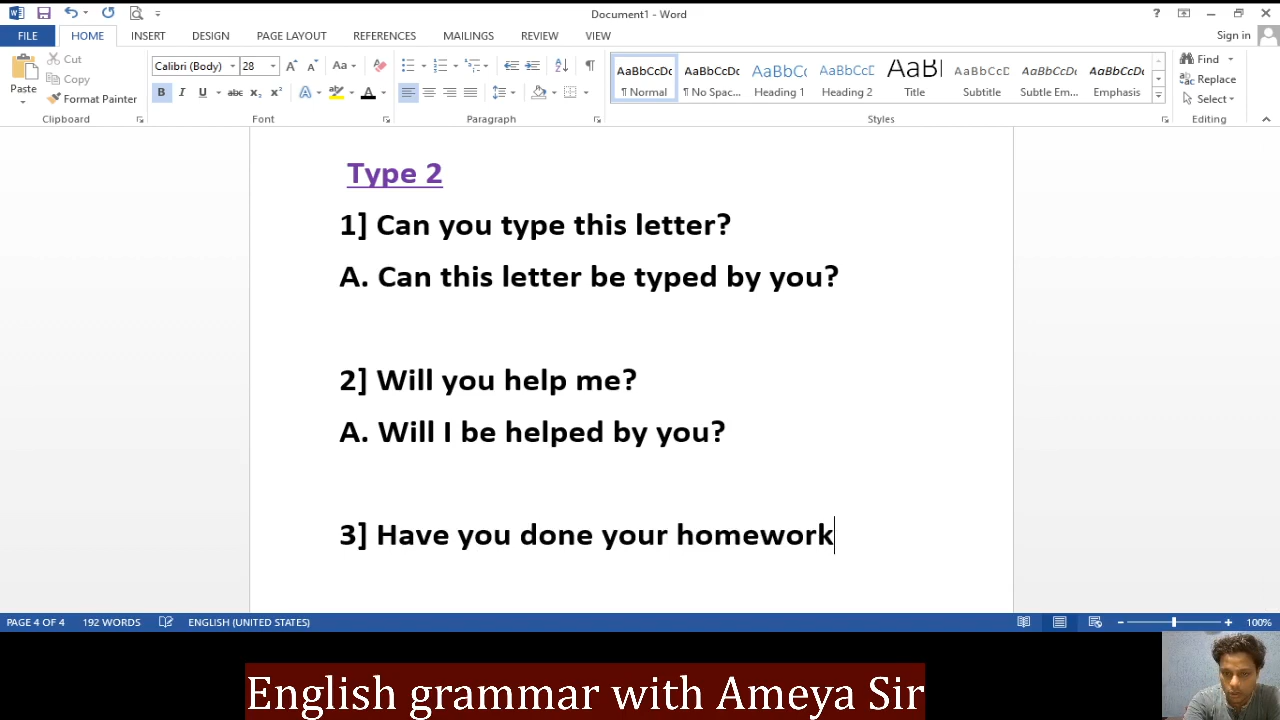 Document1 - Word
Sign in
FILE HOME INSERT DESIGN PAGE LAYOUT REFERENCES MAILINGS REVIEW VIEW
Cut
Copy
Format Painter
Paste
Clipboard
Calibri (Body) 28
Font
Paragraph
AaBbCcDc AaBbCcDc AaBbC( AaBbCcC AaBb AaBbCcC AaBbCcDc AaBbCcDc
¶ Normal ¶ No Spac... Heading 1 Heading 2 Title Subtitle Subtle Em... Emphasis
Styles
Find
Replace
Select
Editing
Type 2
1] Can you type this letter?
A. Can this letter be typed by you?
2] Will you help me?
A. Will I be helped by you?
3] Have you done your homework
PAGE 4 OF 4 192 WORDS ENGLISH (UNITED STATES) 100%
English grammar with Ameya Sir